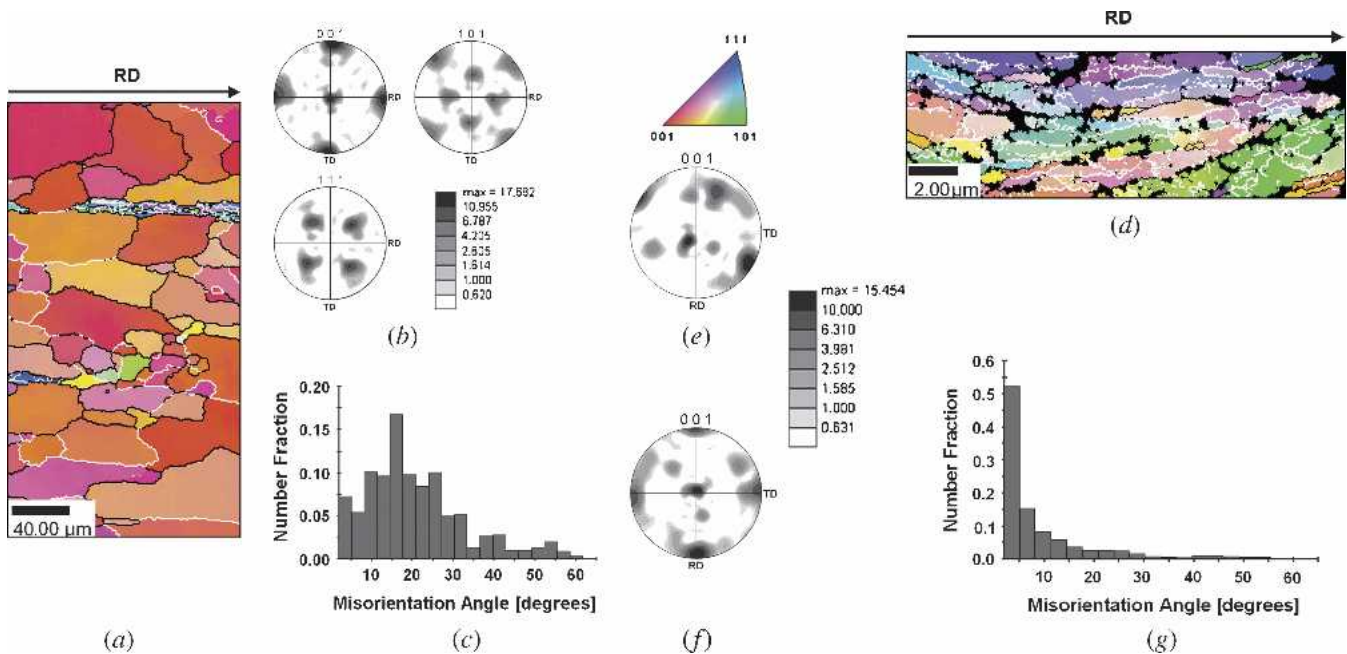 RD
40.00 µm
(a)
0 0 1
RD
TD
1 0 1
RD
TD
1 1 1
RD
TD
max = 17.682
10.955
6.787
4.205
2.605
1.614
1.000
0.620
(b)
0.20
0.15
0.10
0.05
0.00
Number Fraction
10 20 30 40 50 60
Misorientation Angle [degrees]
(c)
111
001 101
0 0 1
TD
RD
(e)
max = 15.454
10.000
6.310
3.981
2.512
1.585
1.000
0.631
0 0 1
TD
RD
(f)
RD
2.00 µm
(d)
0.6
0.5
0.4
0.3
0.2
0.1
0.0
Number Fraction
10 20 30 40 50 60
Misorientation Angle [degrees]
(g)